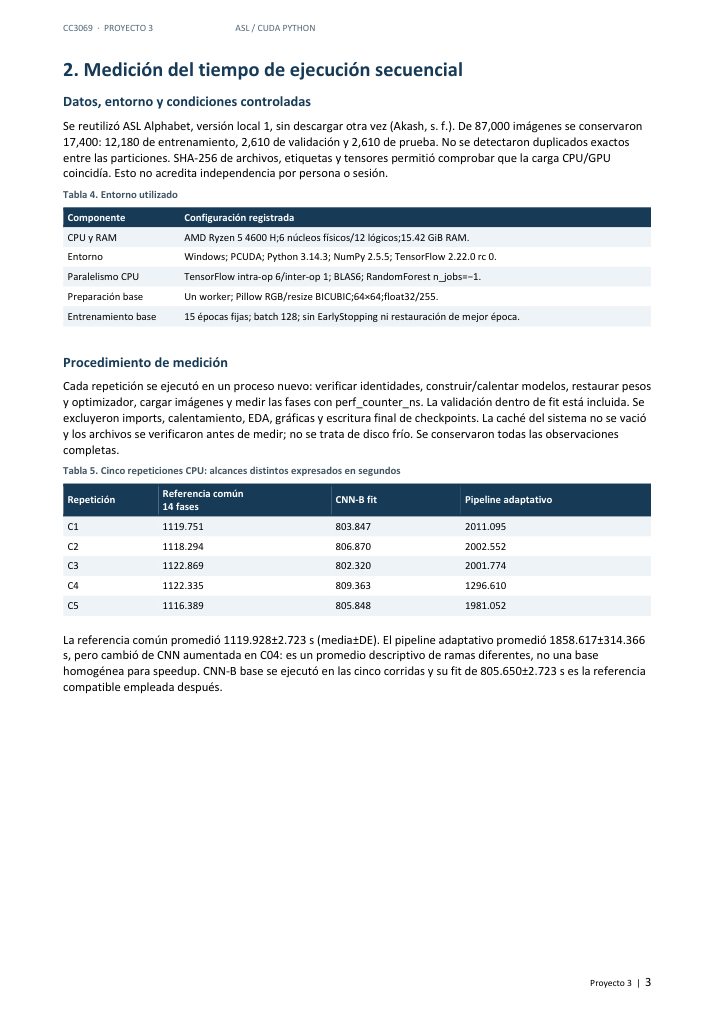 CC3069 · PROYECTO 3 ASL / CUDA PYTHON
2. Medición del tiempo de ejecución secuencial
Datos, entorno y condiciones controladas
Se reutilizó ASL Alphabet, versión local 1, sin descargar otra vez (Akash, s. f.). De 87,000 imágenes se conservaron
17,400: 12,180 de entrenamiento, 2,610 de validación y 2,610 de prueba. No se detectaron duplicados exactos
entre las particiones. SHA-256 de archivos, etiquetas y tensores permitió comprobar que la carga CPU/GPU
coincidía. Esto no acredita independencia por persona o sesión.
Tabla 4. Entorno utilizado
Componente Configuración registrada
CPU y RAM AMD Ryzen 5 4600 H;6 núcleos físicos/12 lógicos;15.42 GiB RAM.
Entorno Windows; PCUDA; Python 3.14.3; NumPy 2.5.5; TensorFlow 2.22.0 rc 0.
Paralelismo CPU TensorFlow intra-op 6/inter-op 1; BLAS6; RandomForest n_jobs=−1.
Preparación base Un worker; Pillow RGB/resize BICUBIC;64×64;float32/255.
Entrenamiento base 15 épocas fijas; batch 128; sin EarlyStopping ni restauración de mejor época.
Procedimiento de medición
Cada repetición se ejecutó en un proceso nuevo: verificar identidades, construir/calentar modelos, restaurar pesos
y optimizador, cargar imágenes y medir las fases con perf_counter_ns. La validación dentro de fit está incluida. Se
excluyeron imports, calentamiento, EDA, gráficas y escritura final de checkpoints. La caché del sistema no se vació
y los archivos se verificaron antes de medir; no se trata de disco frío. Se conservaron todas las observaciones
completas.
Tabla 5. Cinco repeticiones CPU: alcances distintos expresados en segundos
Repetición Referencia común CNN-B fit Pipeline adaptativo
14 fases
C1 1119.751 803.847 2011.095
C2 1118.294 806.870 2002.552
C3 1122.869 802.320 2001.774
C4 1122.335 809.363 1296.610
C5 1116.389 805.848 1981.052
La referencia común promedió 1119.928±2.723 s (media±DE). El pipeline adaptativo promedió 1858.617±314.366
s, pero cambió de CNN aumentada en C04: es un promedio descriptivo de ramas diferentes, no una base
homogénea para speedup. CNN-B base se ejecutó en las cinco corridas y su fit de 805.650±2.723 s es la referencia
compatible empleada después.
Proyecto 3 | 3